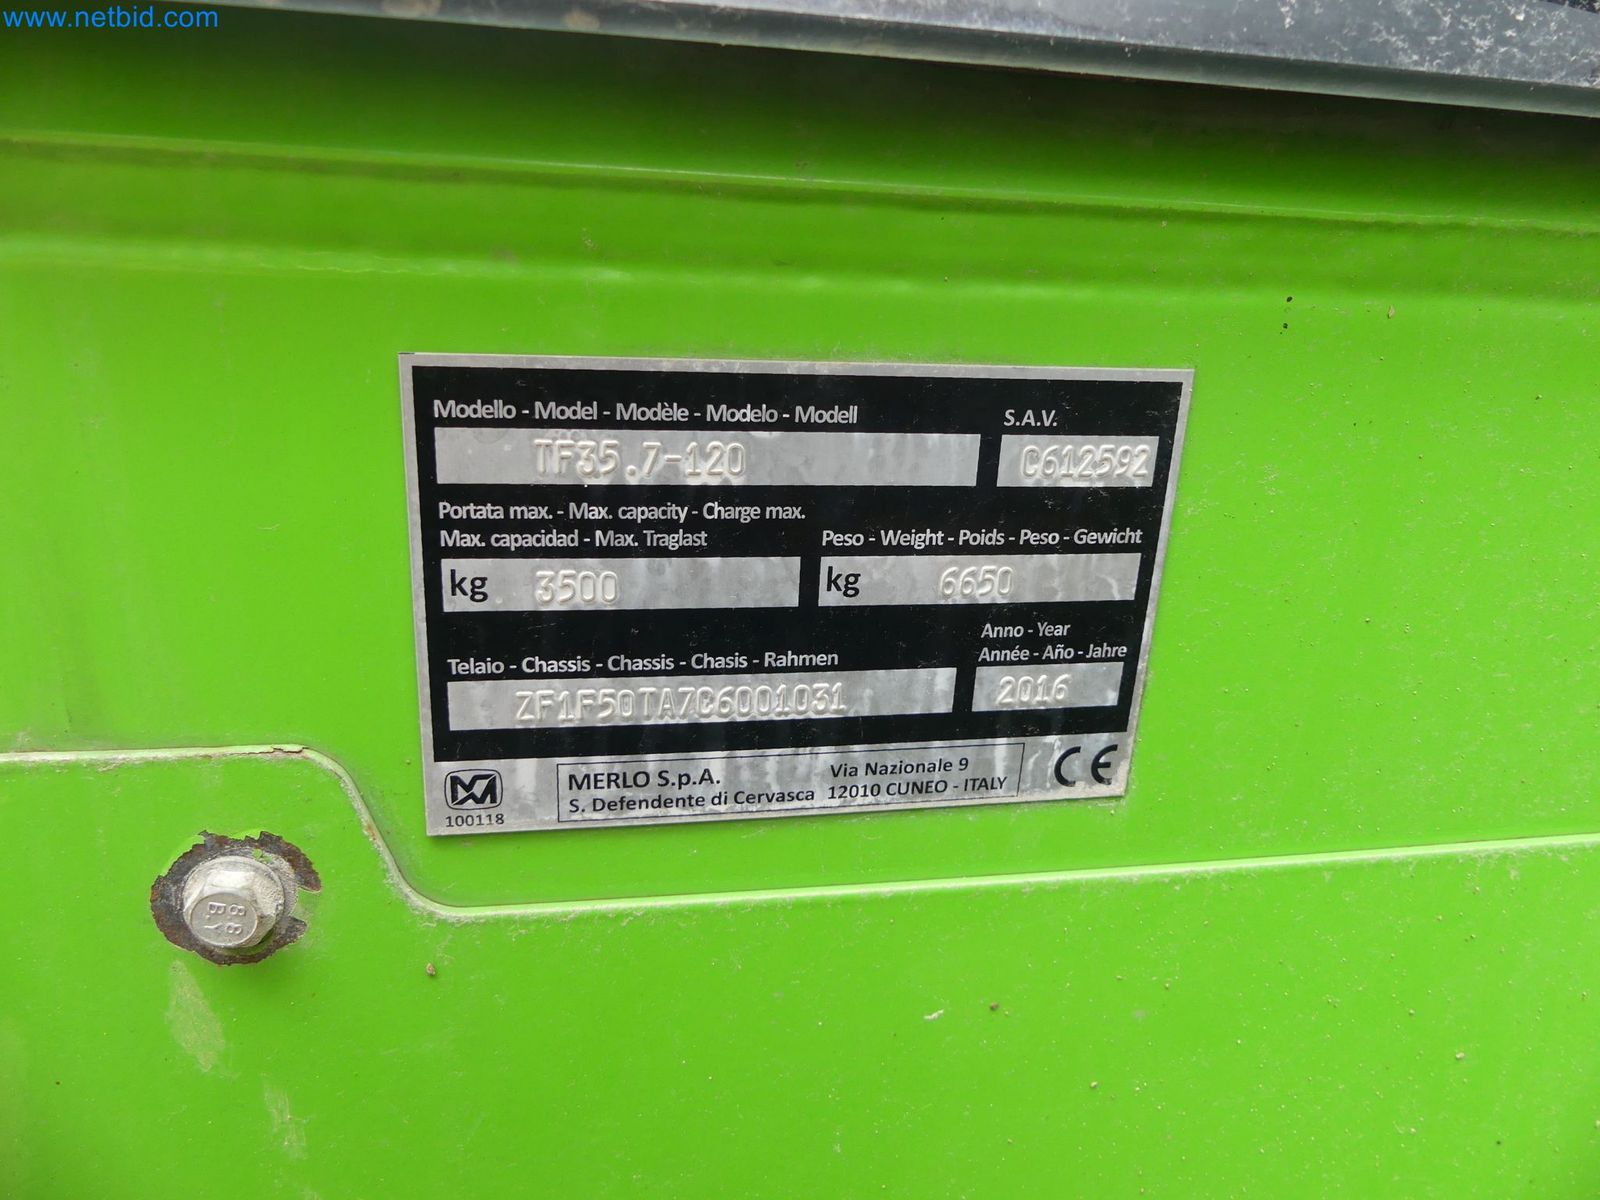 www.netbid.com
Modello - Model - Modèle - Modelo - Modell
TF35.7-120
S.A.V.
C612592
Portata max. - Max. capacity - Charge max.
Max. capacidad - Max. Traglast
kg 3500
Peso - Weight - Poids - Peso - Gewicht
kg 6650
Telaio - Chassis - Chassis - Chasis - Rahmen
ZF1F50TA7C6001031
Anno - Year
Année - Año - Jahre
2016
100118
MERLO S.p.A.
S. Defendente di Cervasca
Via Nazionale 9
12010 CUNEO - ITALY
CE
8.8